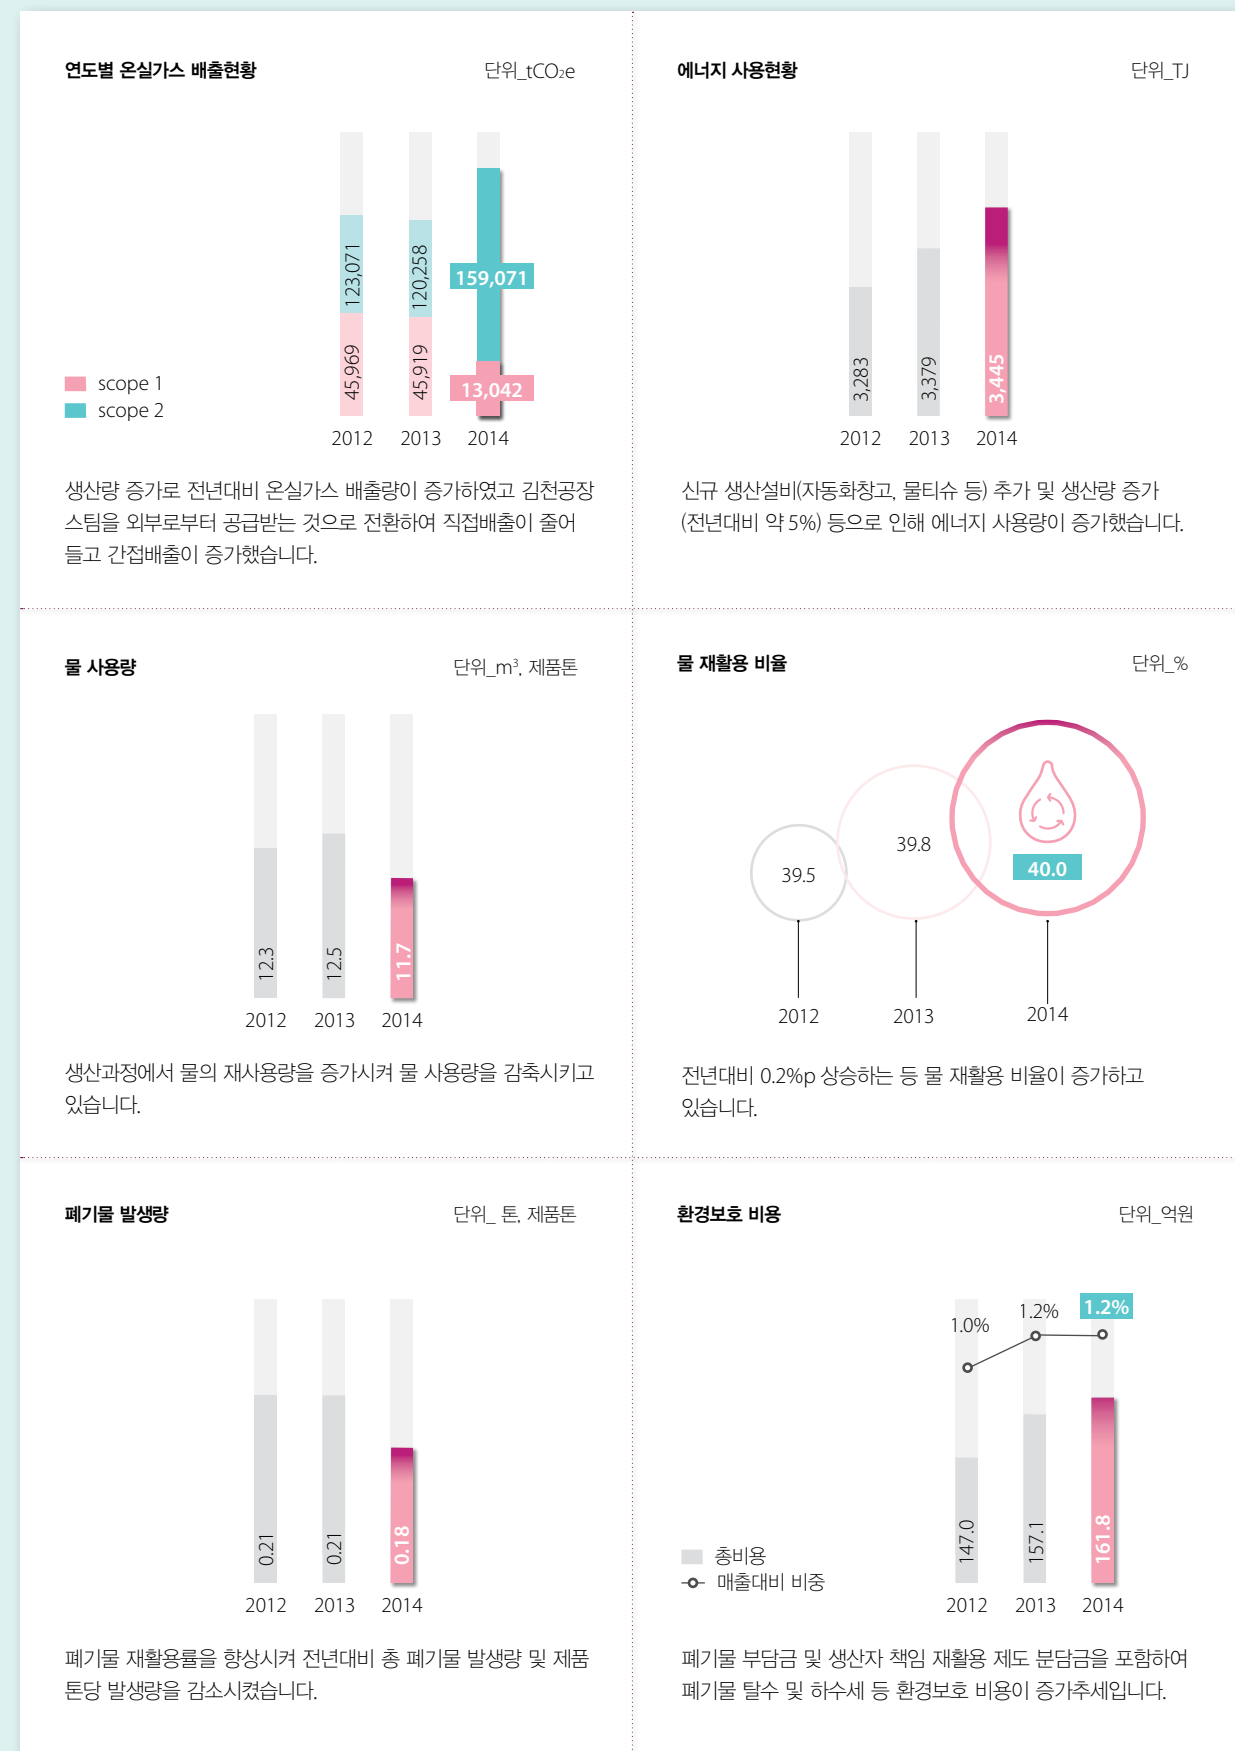 연도별 온실가스 배출현황 단위_tCO₂e
123,071
120,258
159,071
45,969
45,919
13,042
scope 1
scope 2
2012 2013 2014
생산량 증가로 전년대비 온실가스 배출량이 증가하였고 김천공장
스팀을 외부로부터 공급받는 것으로 전환하여 직접배출이 줄어
들고 간접배출이 증가했습니다.
에너지 사용현황 단위_TJ
3,283
3,379
3,445
2012 2013 2014
신규 생산설비(자동화창고, 물티슈 등) 추가 및 생산량 증가
(전년대비 약 5%) 등으로 인해 에너지 사용량이 증가했습니다.
물 사용량 단위_m³, 제품톤
12.3
12.5
11.7
2012 2013 2014
생산과정에서 물의 재사용량을 증가시켜 물 사용량을 감축시키고
있습니다.
물 재활용 비율 단위_%
39.5
39.8
40.0
2012 2013 2014
전년대비 0.2%p 상승하는 등 물 재활용 비율이 증가하고
있습니다.
폐기물 발생량 단위_ 톤, 제품톤
0.21
0.21
0.18
2012 2013 2014
폐기물 재활용률을 향상시켜 전년대비 총 폐기물 발생량 및 제품
톤당 발생량을 감소시켰습니다.
환경보호 비용 단위_억원
1.0%
1.2%
1.2%
147.0
157.1
161.8
총비용
매출대비 비중
2012 2013 2014
폐기물 부담금 및 생산자 책임 재활용 제도 분담금을 포함하여
폐기물 탈수 및 하수세 등 환경보호 비용이 증가추세입니다.